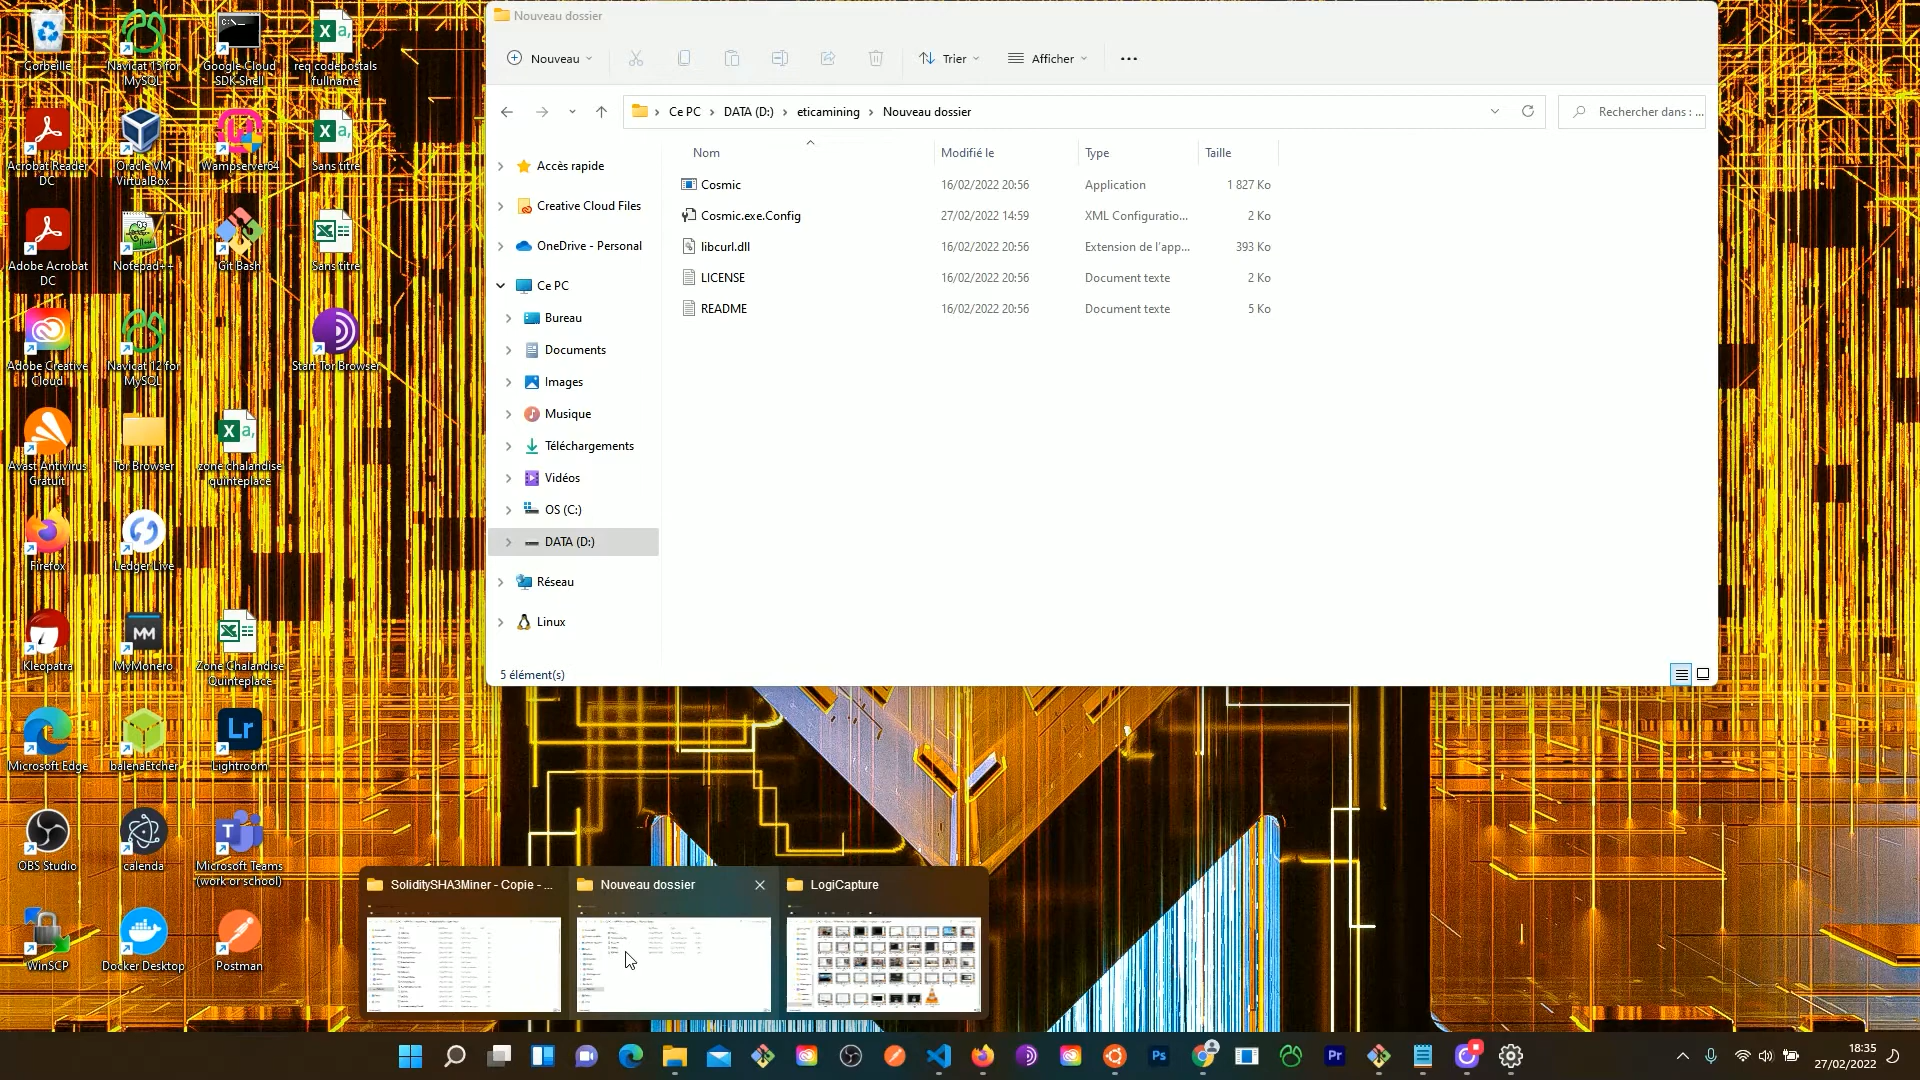 Corbeille
Navicat 15 for
MySQL
Google Cloud
SDK Shell
req codepostals
fullname
Acrobat Reader
DC
Oracle VM
VirtualBox
Wampserver64
Sans titre
Adobe Acrobat
DC
Notepad++
Git Bash
Sans titre
Adobe Creative
Cloud
Navicat 12 for
MySQL
Start Tor Browser
Avast Antivirus
Gratuit
Tor Browser
zone chalandise
quinteplace
Firefox
Ledger Live
Kleopatra
MyMonero
Zone Chalandise
Quinteplace
Microsoft Edge
balenaEtcher
Lightroom
OBS Studio
calenda
Microsoft Teams
(work or school)
WinSCP
Docker Desktop
Postman
Nouveau dossier
Nouveau
Trier
Afficher
Ce PC
DATA (D:)
eticamining
Nouveau dossier
Rechercher dans : ...
Accès rapide
Creative Cloud Files
OneDrive - Personal
Ce PC
Bureau
Documents
Images
Musique
Téléchargements
Vidéos
OS (C:)
DATA (D:)
Réseau
Linux
Nom Modifié le Type Taille
Cosmic 16/02/2022 20:56 Application 1 827 Ko
Cosmic.exe.Config 27/02/2022 14:59 XML Configuratio... 2 Ko
libcurl.dll 16/02/2022 20:56 Extension de l'app... 393 Ko
LICENSE 16/02/2022 20:56 Document texte 2 Ko
README 16/02/2022 20:56 Document texte 5 Ko
5 élément(s)
SoliditySHA3Miner - Copie - ...
Nouveau dossier
LogiCapture
18:35
27/02/2022